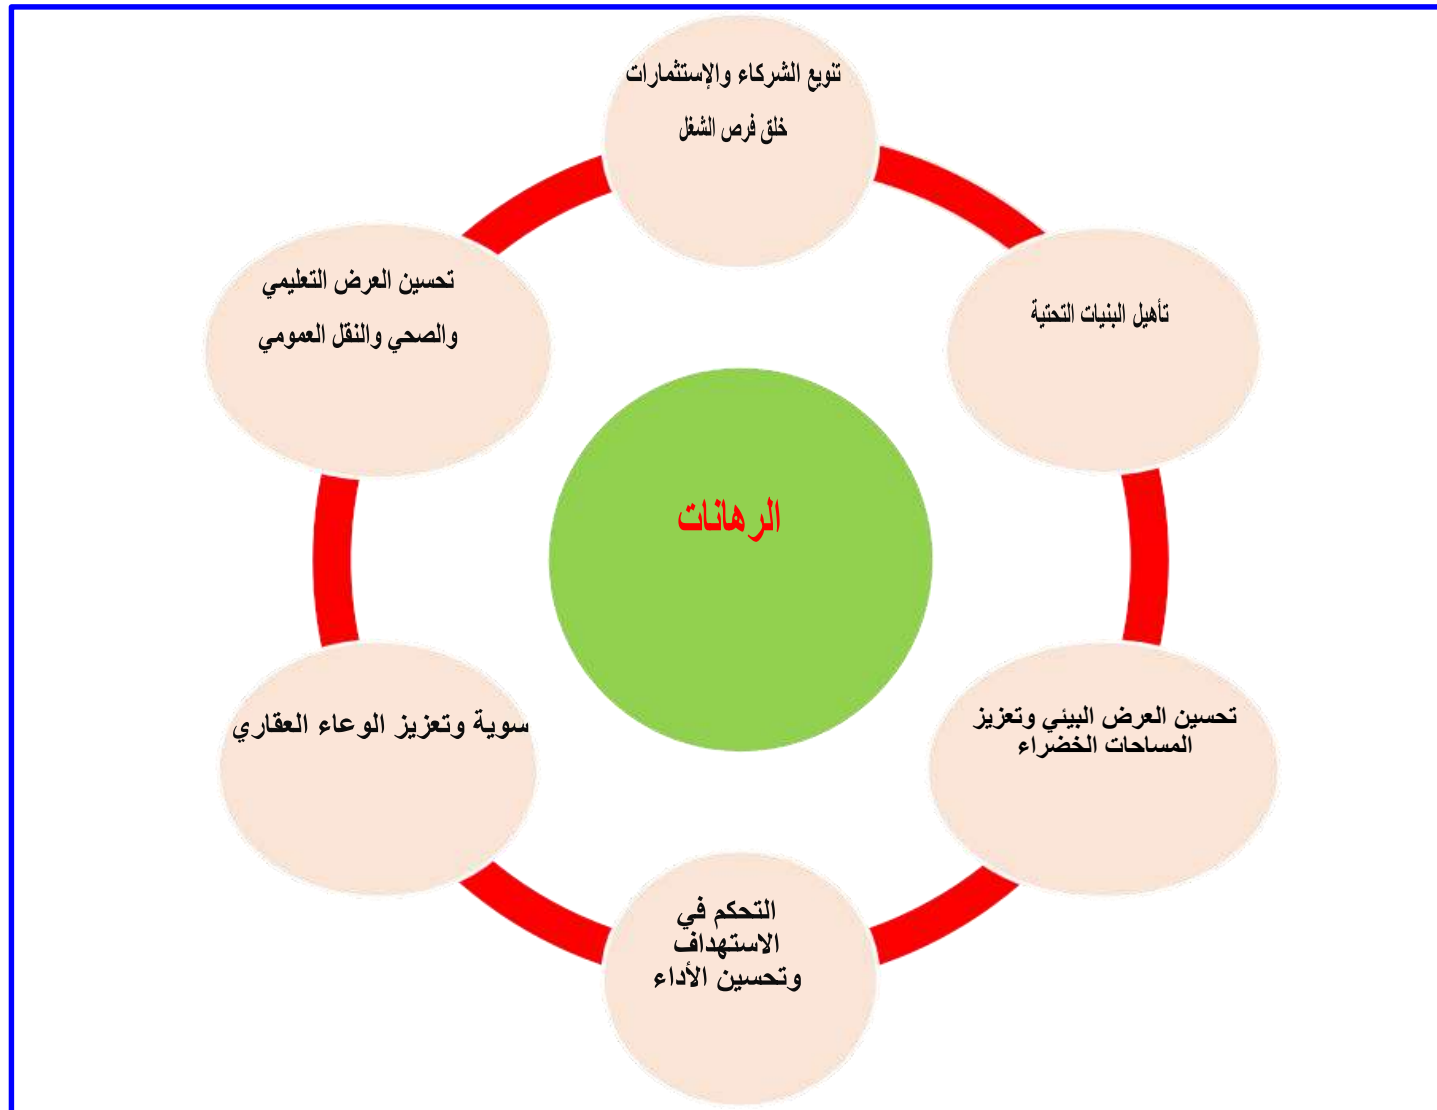 تنويع الشركاء والإستثمارات
خلق فرص الشغل
تأهيل البنيات التحتية
تحسين العرض التعليمي
والصحي والنقل العمومي
الرهانات
تحسين العرض البيئي وتعزيز
المساحات الخضراء
سوية وتعزيز الوعاء العقاري
التحكم في
الاستهداف
وتحسين الأداء